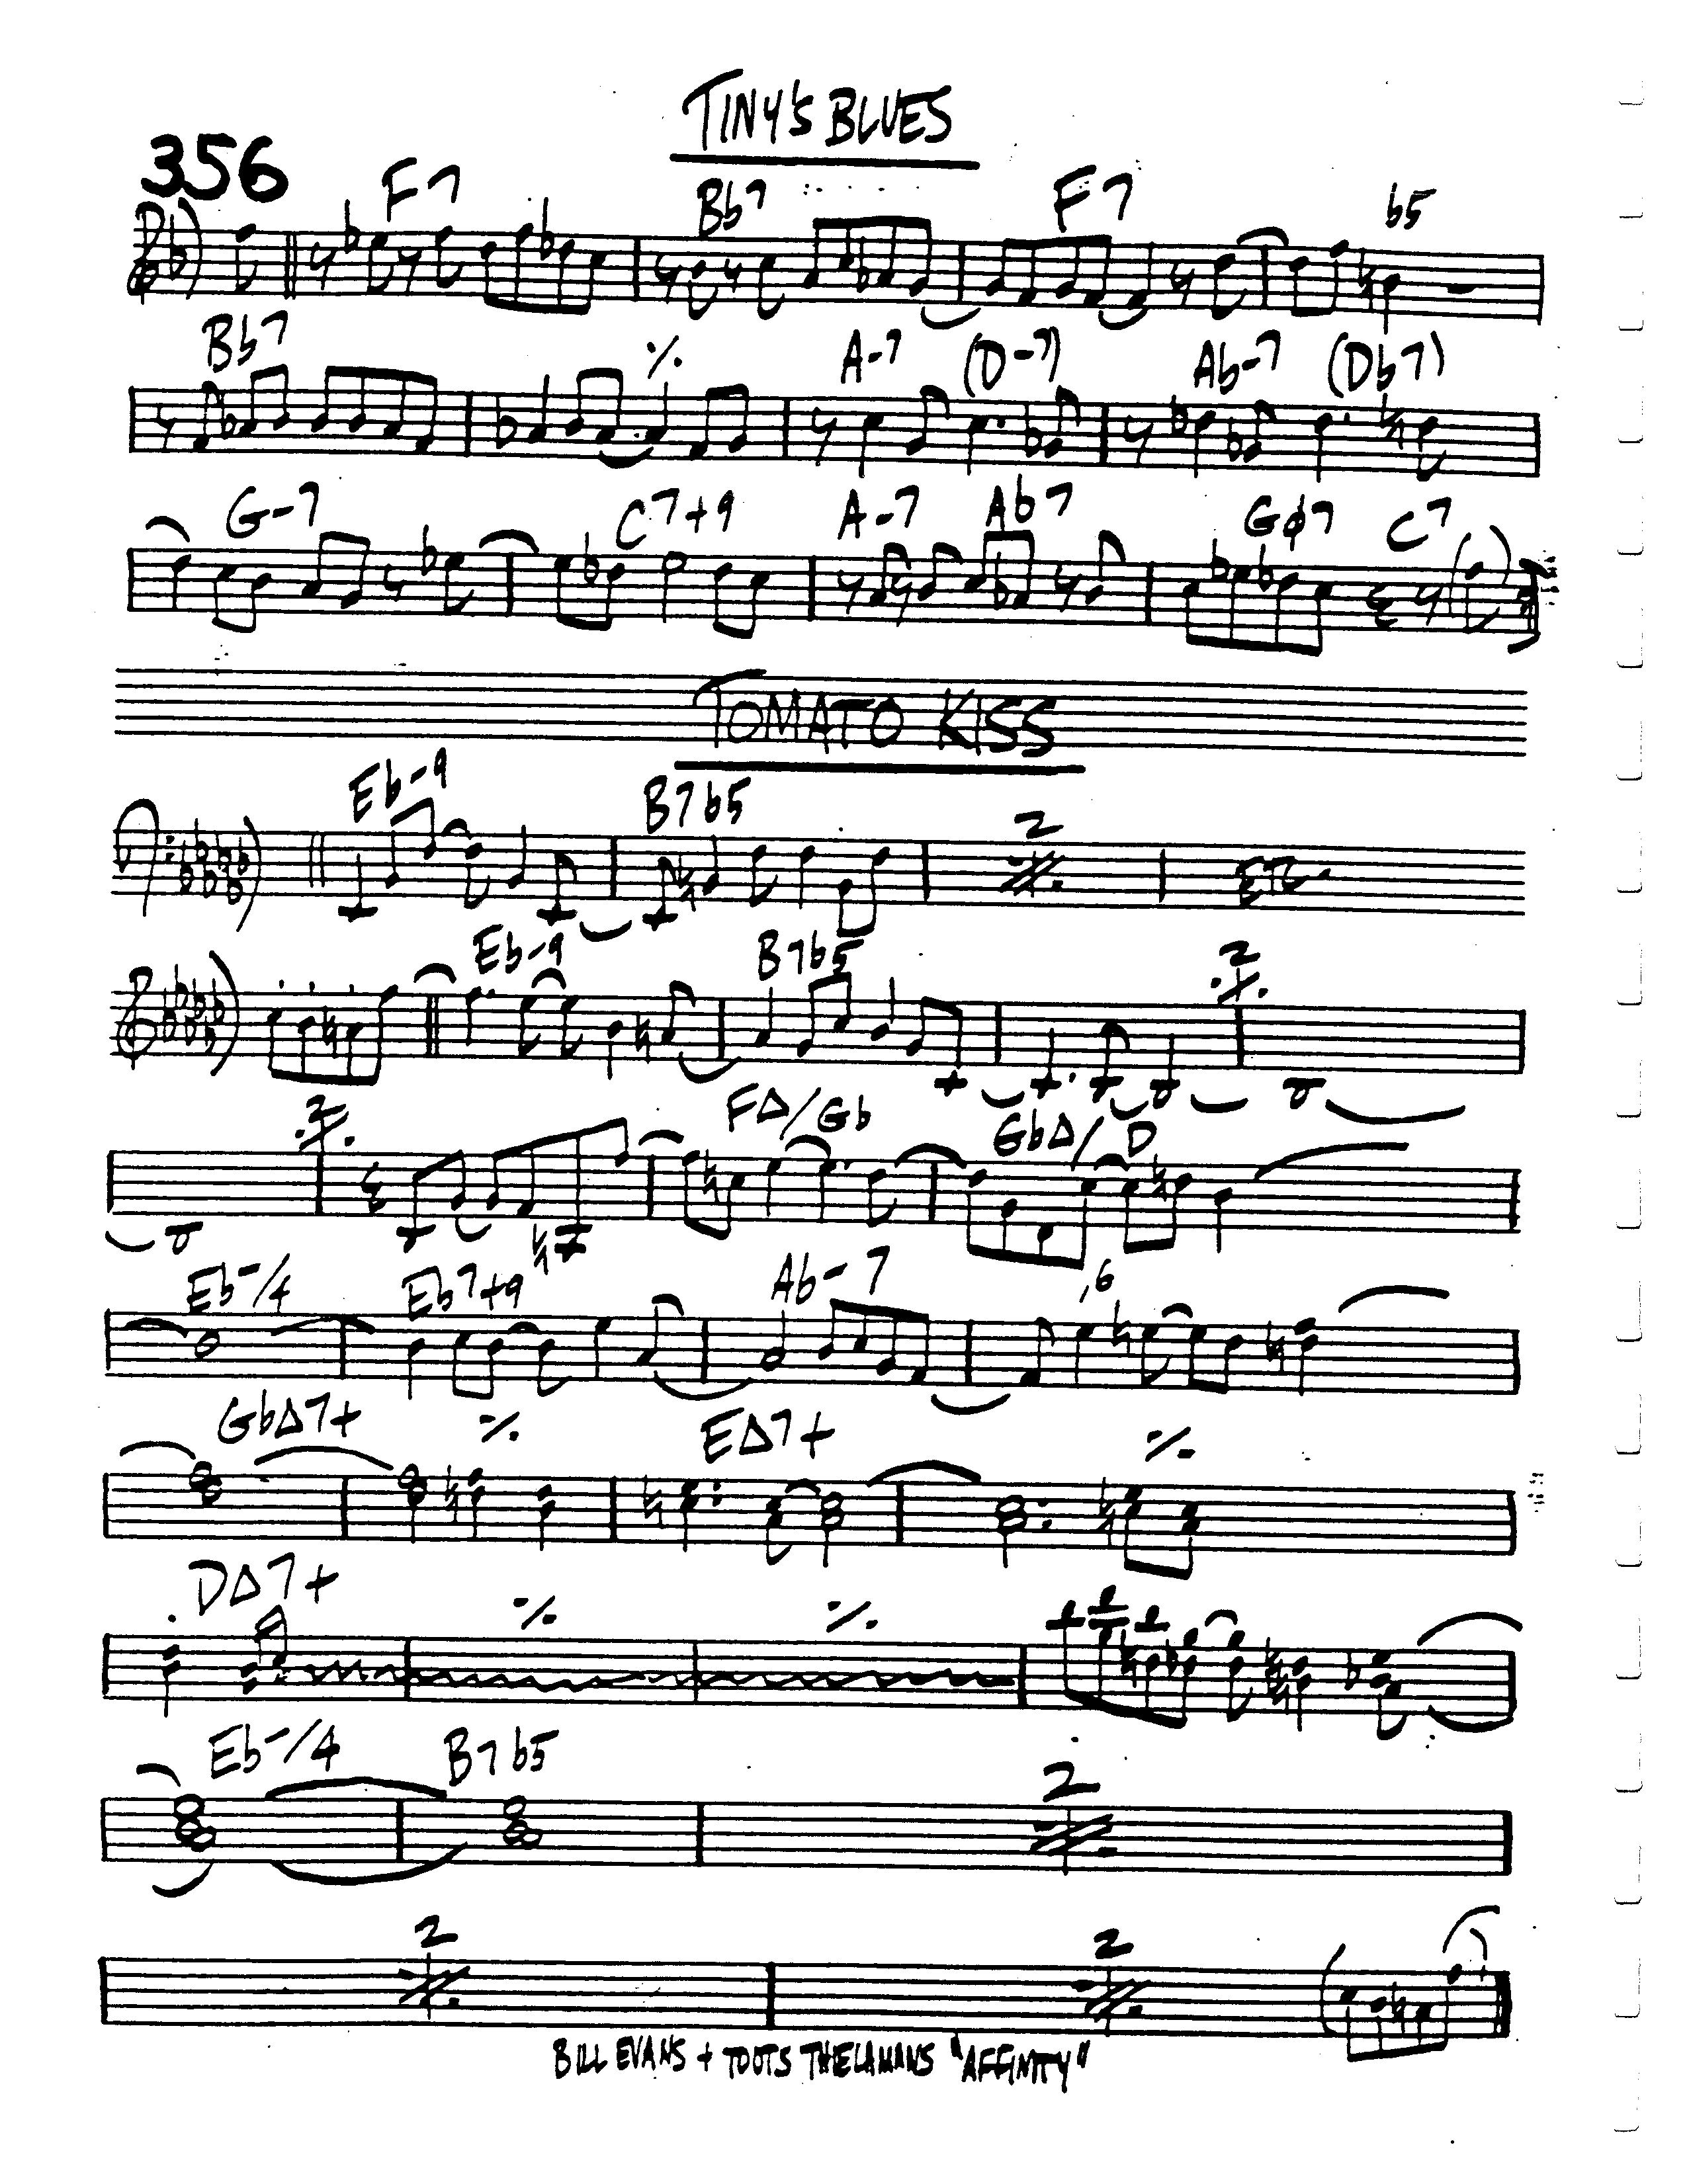 TINY'S BLUES
356
F7 Bb7 F7 b5
Bb7 ٪ A-7 (D-7) Ab-7 (Db7)
G-7 C7+9 A-7 Ab7 Gø7 C7
TOMATO KISS
Eb-9 B7b5 2 ETC.
Eb-9 B7b5 2
2 FΔ/Gb GbΔ/D
Eb-/4 Eb7+9 Ab-7 ,6
GbΔ7+ ٪ EΔ7+ ٪
DΔ7+ ٪ ٪
Eb-/4 B7b5 2
2 2
BILL EVANS + TOOTS THIELAMANS "AFFINITY"